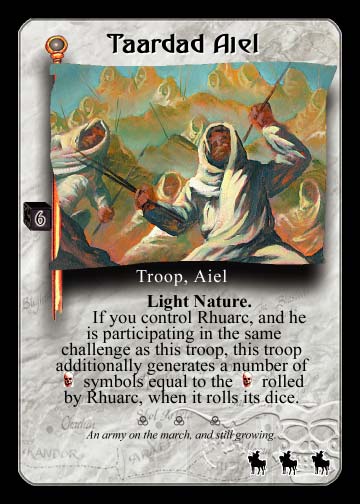 Taardad Aiel
6
Troop, Aiel
Light Nature.
If you control Rhuarc, and he
is participating in the same
challenge as this troop, this troop
additionally generates a number of
symbols equal to the rolled
by Rhuarc, when it rolls its dice.
An army on the march, and still growing.
KANDOR